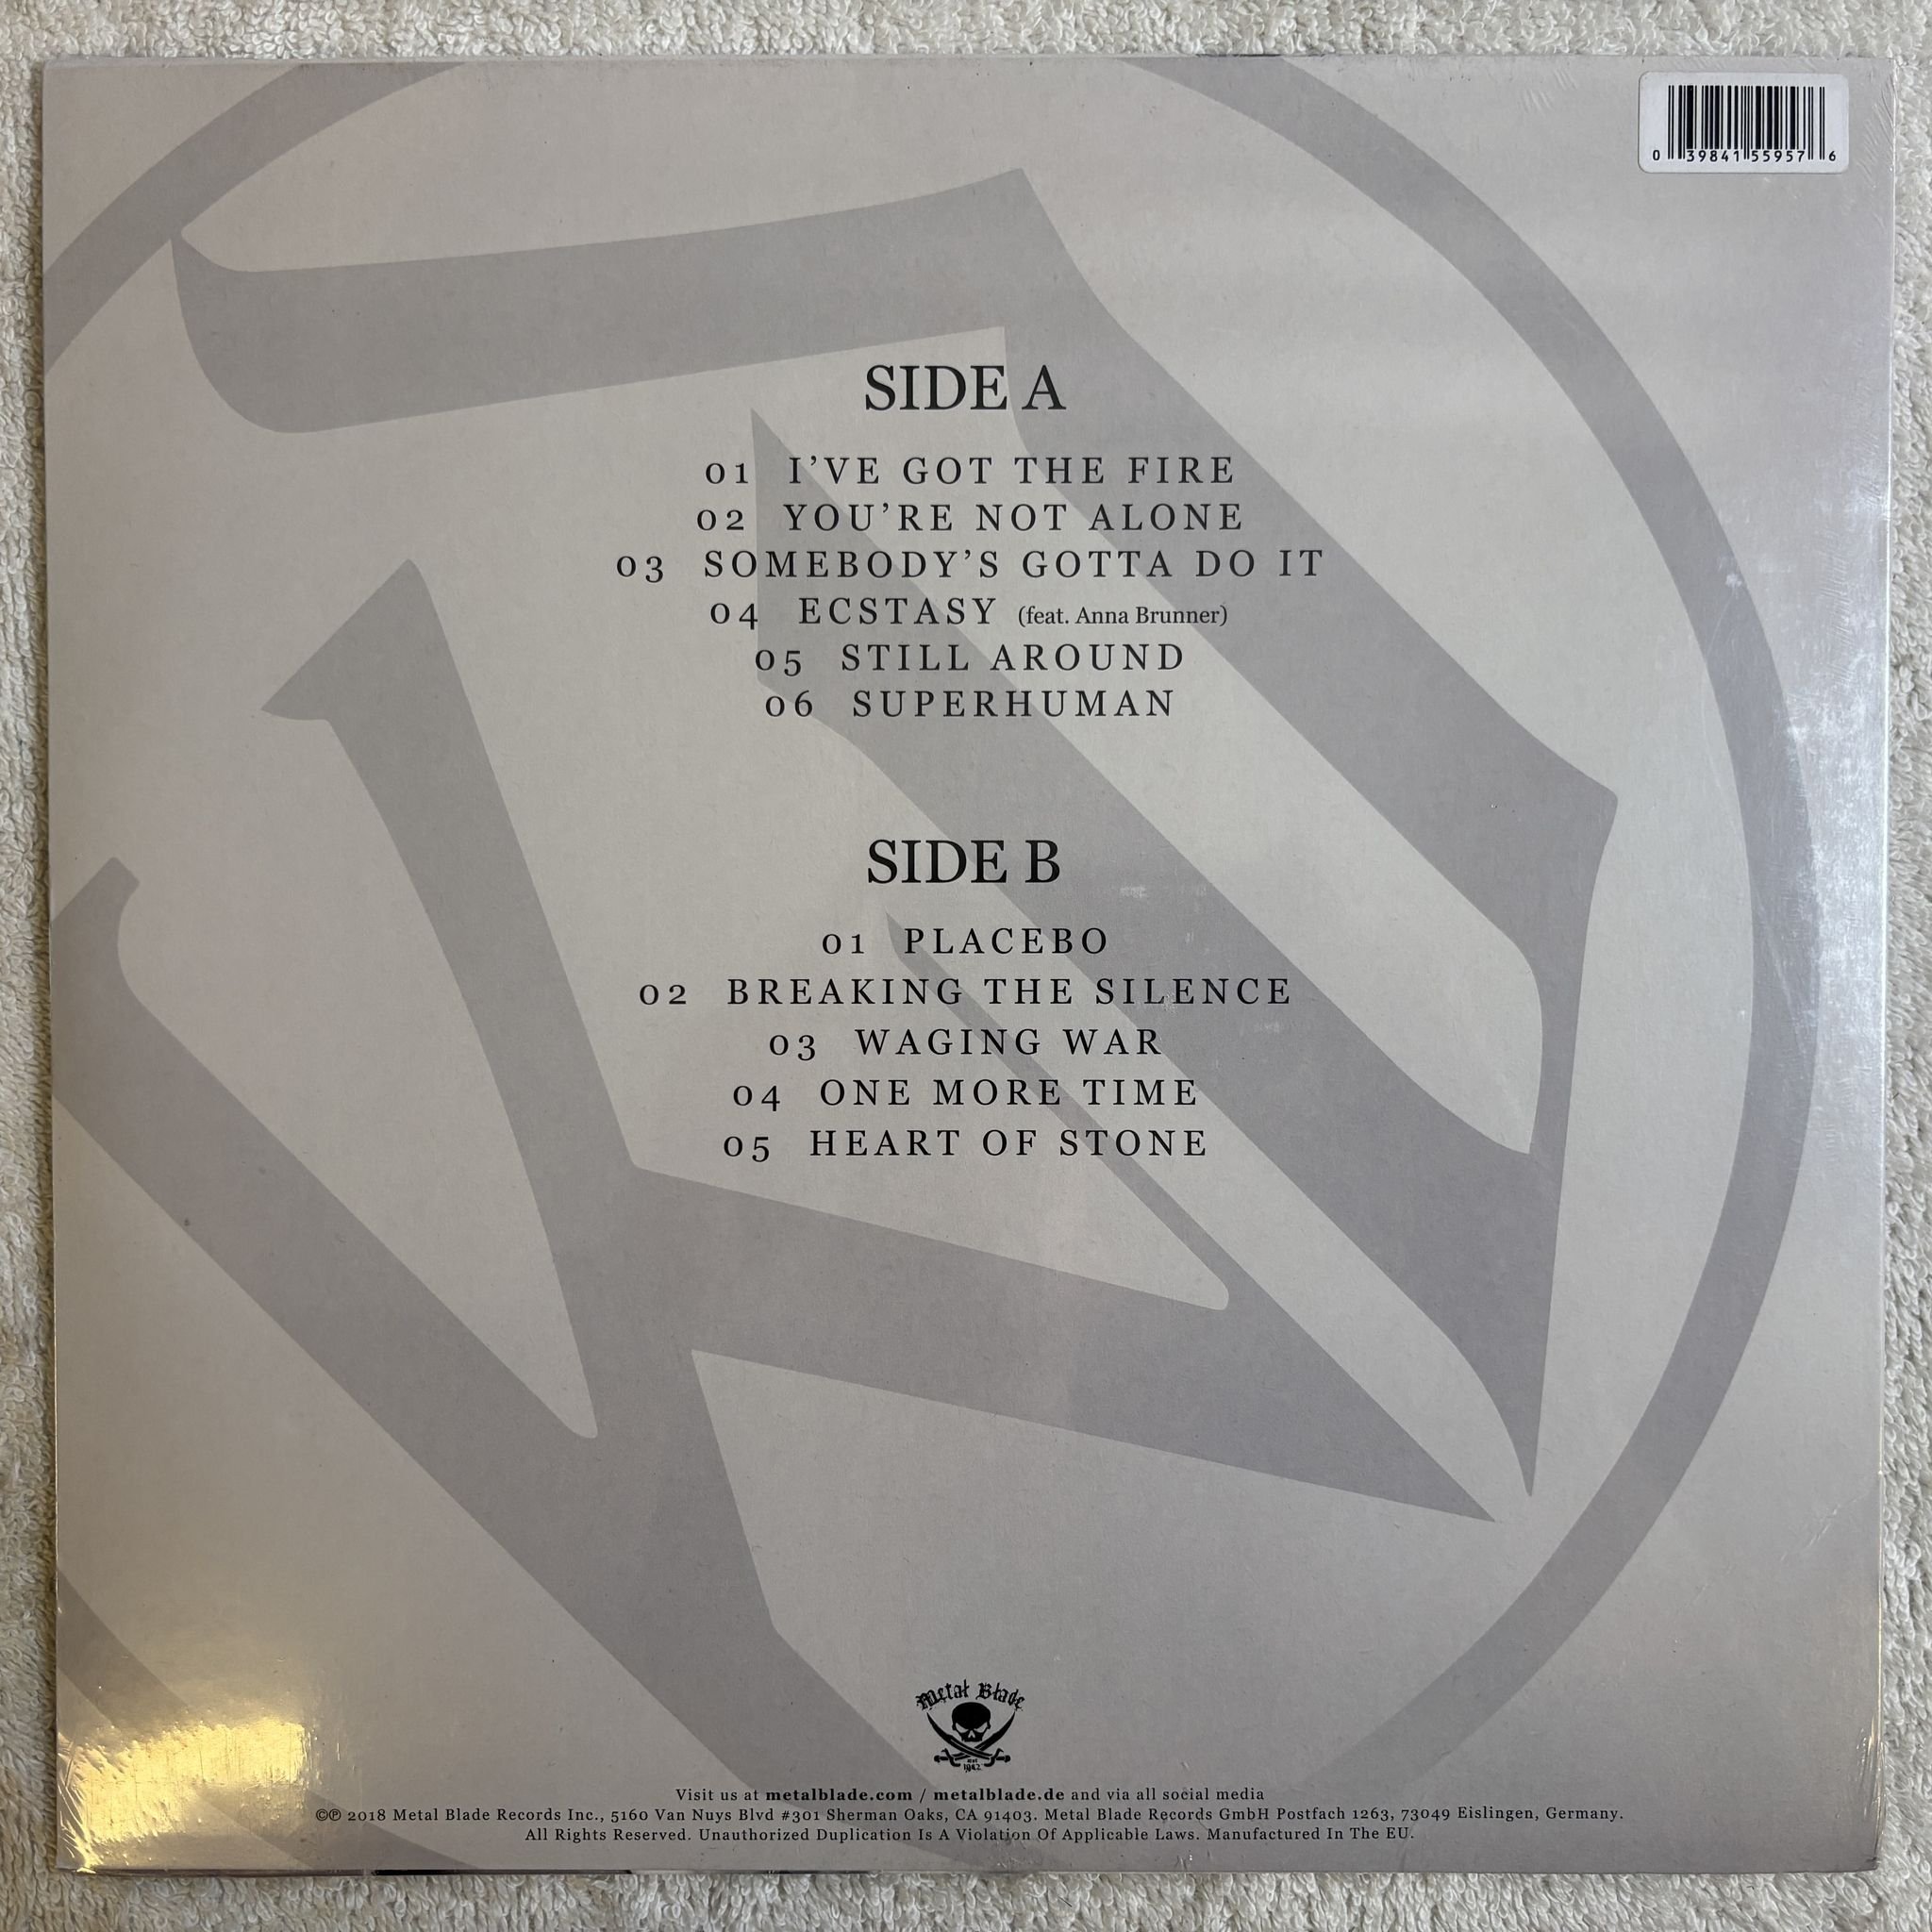 0 39841 55957 6
SIDE A
01 I’VE GOT THE FIRE
02 YOU’RE NOT ALONE
03 SOMEBODY’S GOTTA DO IT
04 ECSTASY (feat. Anna Brunner)
05 STILL AROUND
06 SUPERHUMAN
SIDE B
01 PLACEBO
02 BREAKING THE SILENCE
03 WAGING WAR
04 ONE MORE TIME
05 HEART OF STONE
Metal Blade
1982
Visit us at metalblade.com / metalblade.de and via all social media
©℗ 2018 Metal Blade Records Inc., 5160 Van Nuys Blvd #301 Sherman Oaks, CA 91403. Metal Blade Records GmbH Postfach 1263, 73049 Eislingen, Germany.
All Rights Reserved. Unauthorized Duplication Is A Violation Of Applicable Laws. Manufactured In The EU.